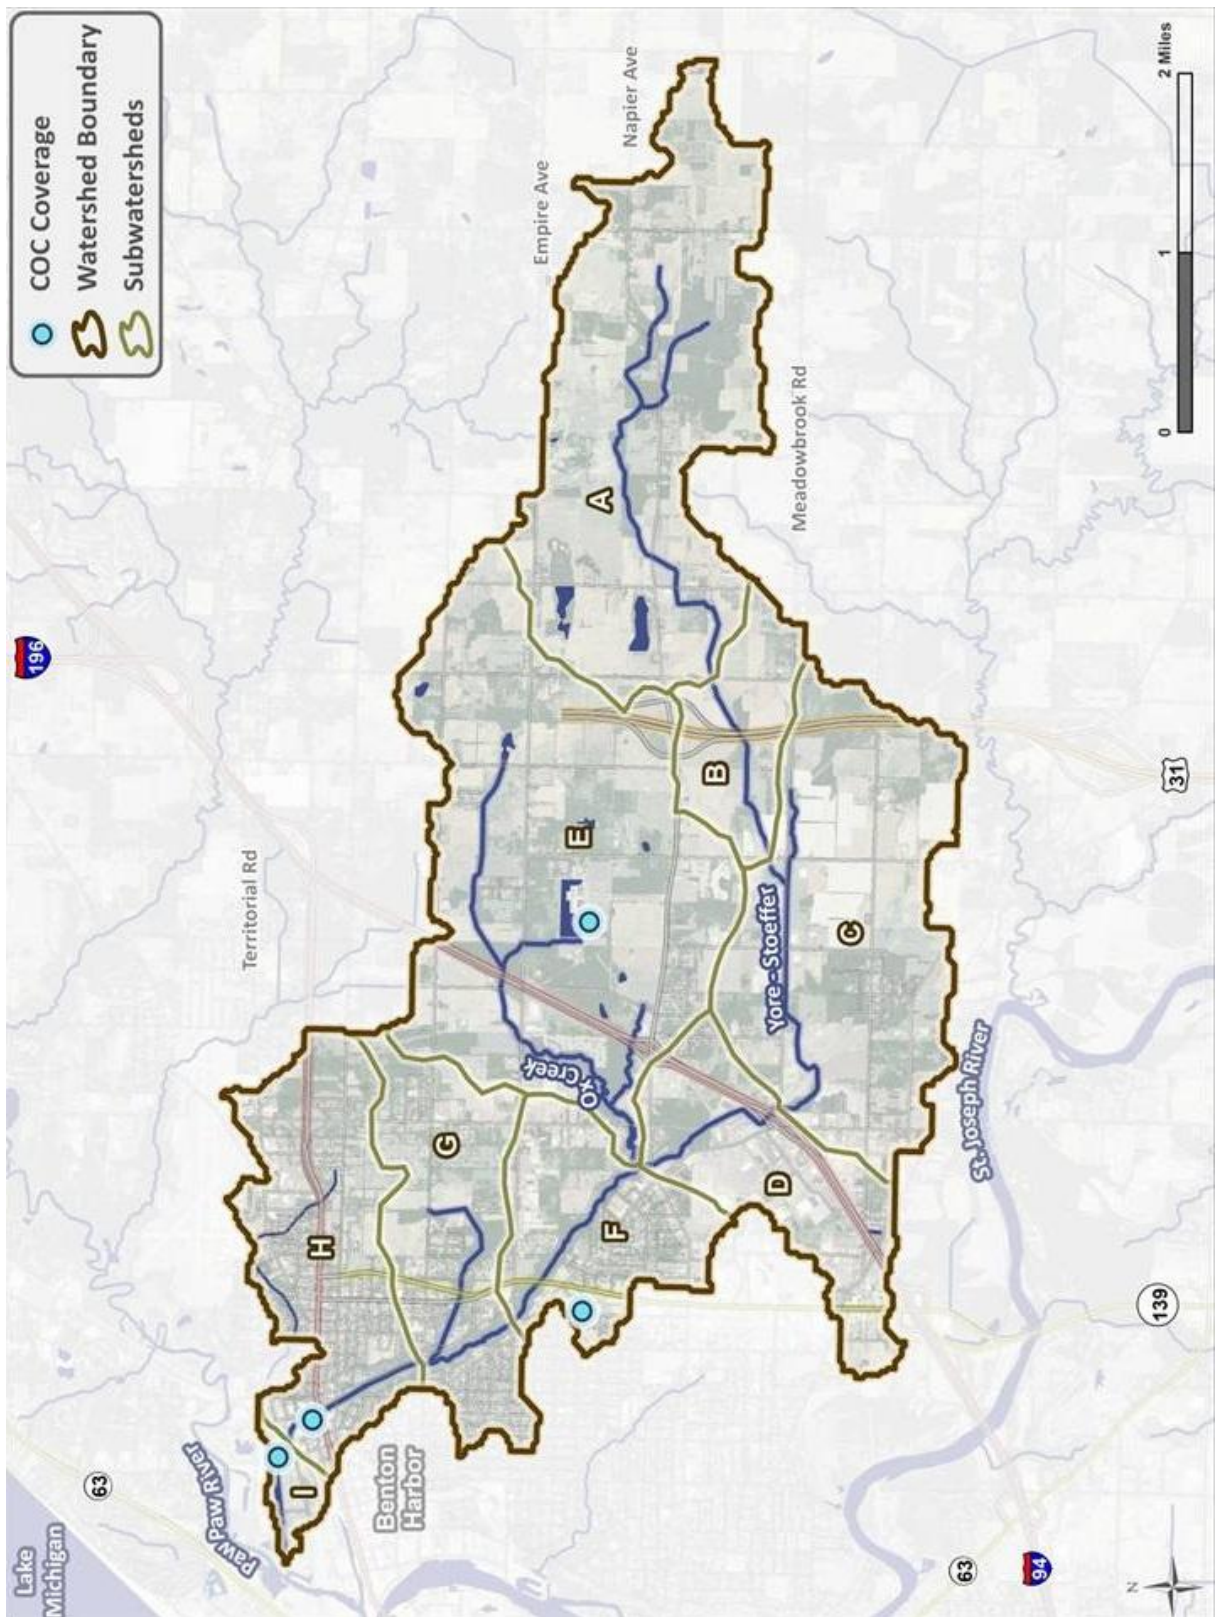 COC Coverage
Watershed Boundary
Subwatersheds
Lake
Michigan
63
Paw Paw River
Benton
Harbor
I
H
G
F
D
E
B
C
A
Territorial Rd
196
Empire Ave
Napier Ave
Meadowbrook Rd
Ox Creek
Yore - Stoeffer
St. Joseph River
63
94
139
31
N
0
1
2 Miles